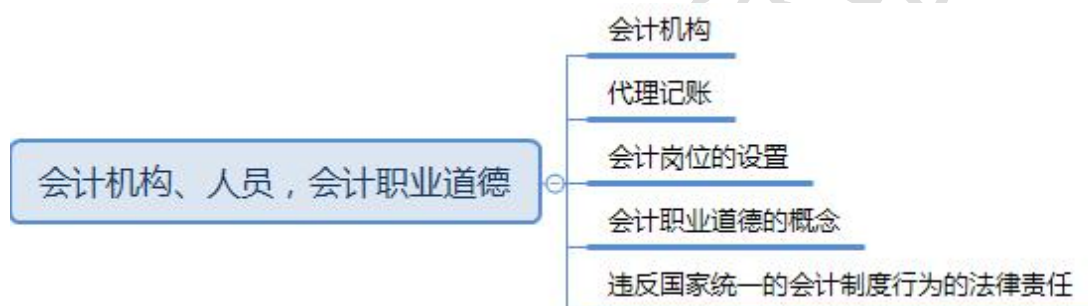 会计机构
代理记账
会计岗位的设置
会计机构、人员，会计职业道德
会计职业道德的概念
违反国家统一的会计制度行为的法律责任